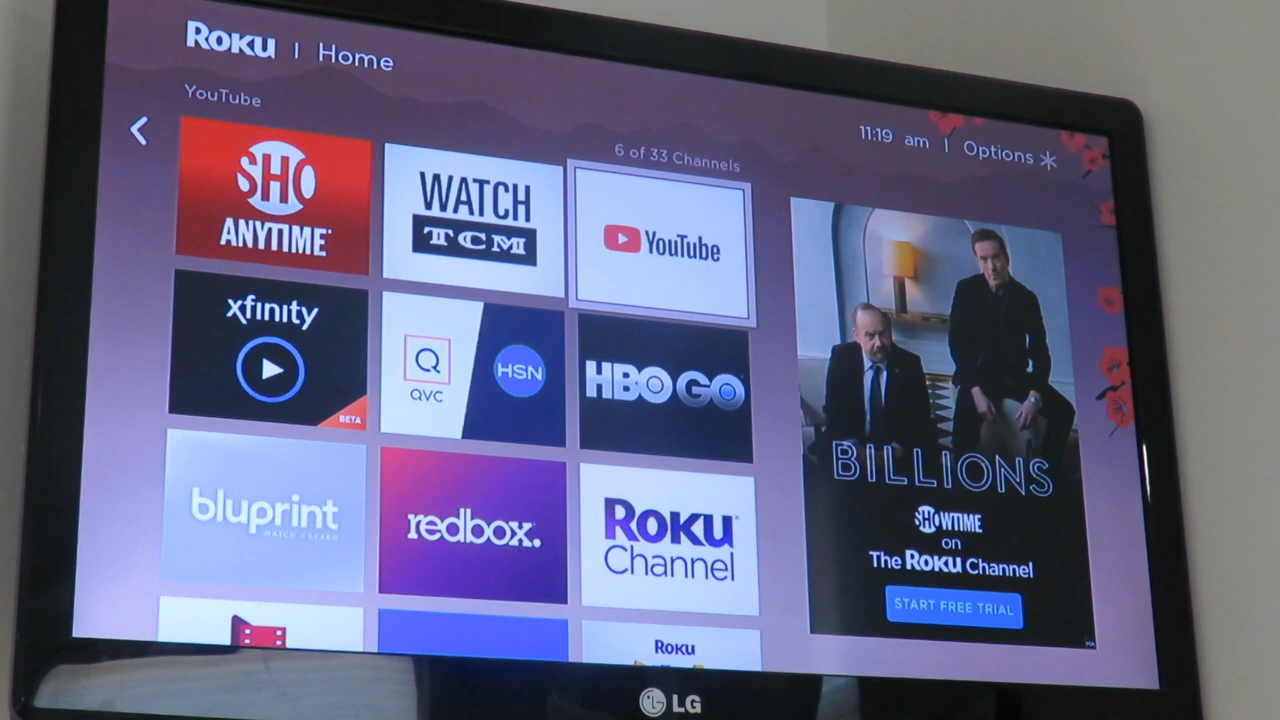 Roku | Home
YouTube
11:19 am | Options
6 of 33 Channels
SHO
ANYTIME
WATCH
TCM
YouTube
xfinity
BETA
Q
QVC
HSN
HBO GO
bluprint
WATCH + LEARN
redbox.
Roku
Channel
Roku
BILLIONS
SHOWTIME
on
The Roku Channel
START FREE TRIAL
LG